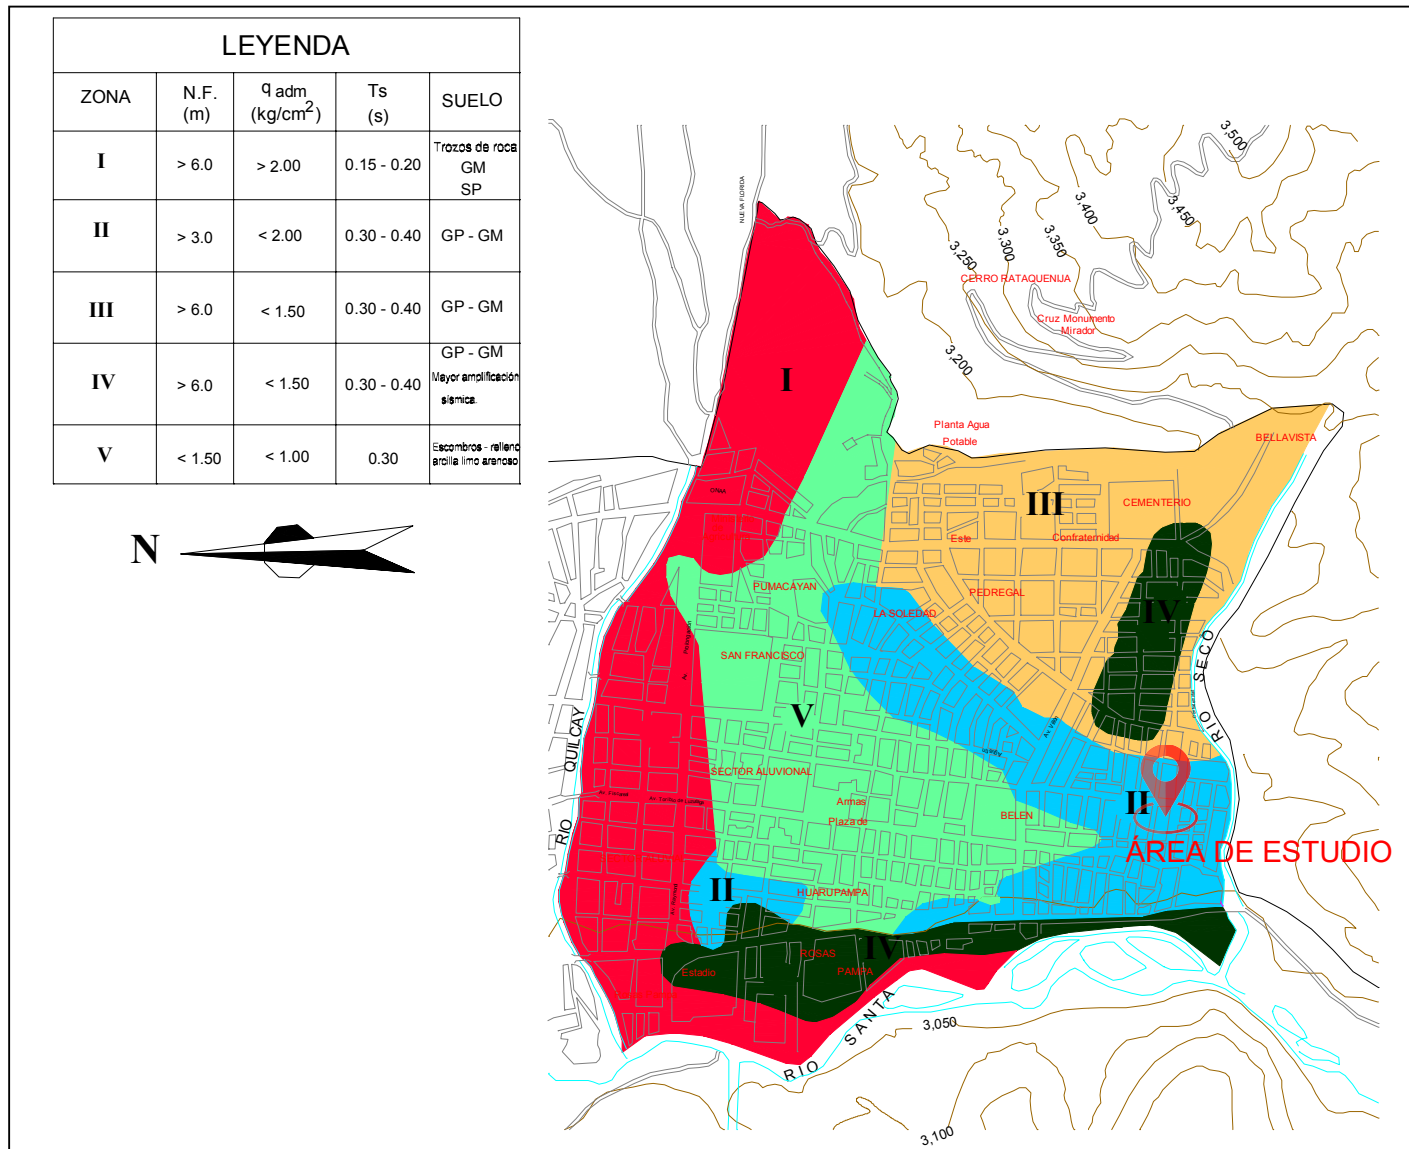 LEYENDA
ZONA N.F. (m) q adm (kg/cm2) Ts (s) SUELO
I > 6.0 > 2.00 0.15 - 0.20 Trozos de roca GM SP
II > 3.0 < 2.00 0.30 - 0.40 GP - GM
III > 6.0 < 1.50 0.30 - 0.40 GP - GM
IV > 6.0 < 1.50 0.30 - 0.40 GP - GM Mayor amplificación sísmica.
V < 1.50 < 1.00 0.30 Escombros - relleno arcilla limo arenoso
N
NUEVA FLORIDA
3,500
3,450
3,400
3,350
3,300
3,250
3,200
CERRO RATAQUENUA
Cruz Monumento
Mirador
I
Planta Agua
Potable
BELLAVISTA
III
CEMENTERIO
Este
Confraternidad
PUMACAYAN
PEDREGAL
LA SOLEDAD
IV
SAN FRANCISCO
RIO SECO
V
RIO QUILCAY
SECTOR ALUVIONAL
Armas
Plaza de
BELEN
II
ÁREA DE ESTUDIO
II
HUARUPAMPA
IV
ROSAS
PAMPA
Estadio
RIO SANTA
3,050
3,100